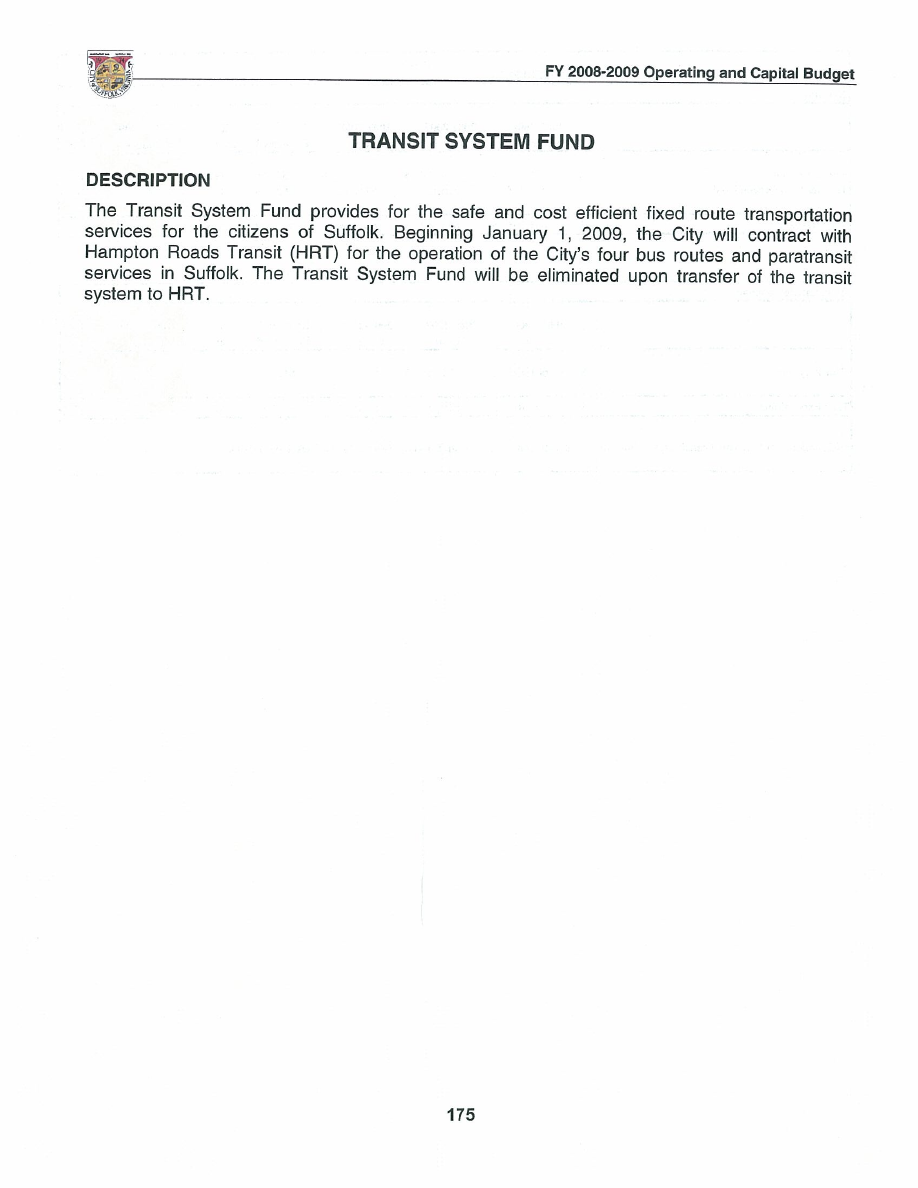 FY 2008-2009 Operating and Capital Budget
TRANSIT SYSTEM FUND
DESCRIPTION
The Transit System Fund provides for the safe and cost efficient fixed route transportation
services for the citizens of Suffolk. Beginning January 1, 2009, the City will contract with
Hampton Roads Transit (HRT) for the operation of the City's four bus routes and paratransit
services in Suffolk. The Transit System Fund will be eliminated upon transfer of the transit
system to HRT.
175